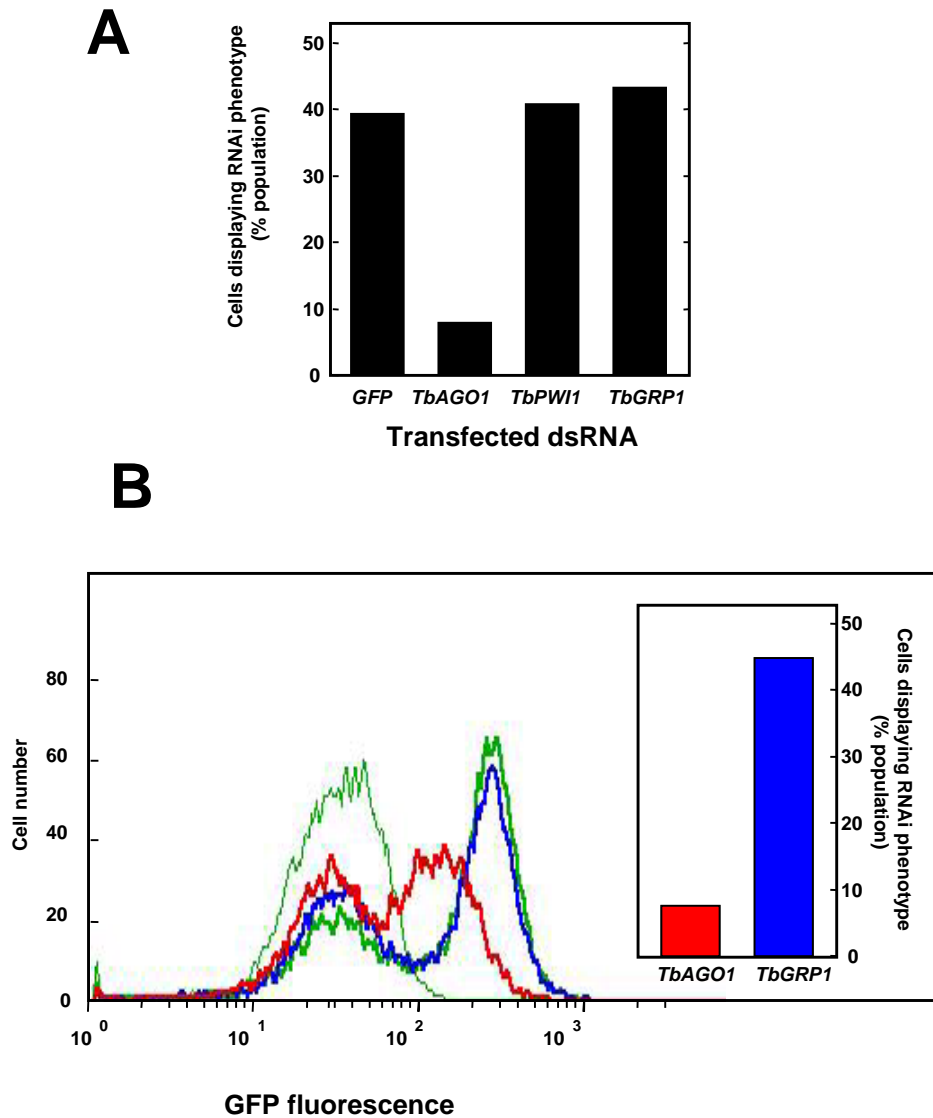 A
Cells displaying RNAi phenotype
(% population)
50
40
30
20
10
0
GFP TbAGO1 TbPWI1 TbGRP1
Transfected dsRNA
B
Cell number
80
60
40
20
0
10 0 10 1 10 2 10 3
GFP fluorescence
50
40
30
20
10
0
Cells displaying RNAi phenotype
(% population)
TbAGO1 TbGRP1